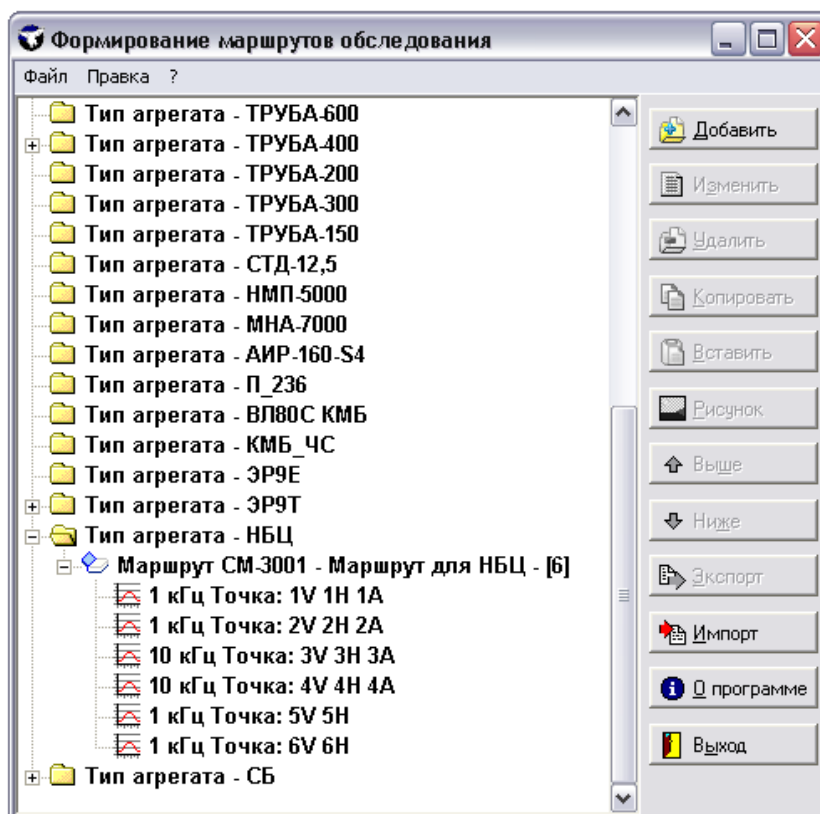 Формирование маршрутов обследования
Файл Правка ?
Тип агрегата - ТРУБА-600
Тип агрегата - ТРУБА-400
Тип агрегата - ТРУБА-200
Тип агрегата - ТРУБА-300
Тип агрегата - ТРУБА-150
Тип агрегата - СТД-12,5
Тип агрегата - НМП-5000
Тип агрегата - МНА-7000
Тип агрегата - АИР-160-S4
Тип агрегата - П_236
Тип агрегата - ВЛ80С КМБ
Тип агрегата - КМБ_ЧС
Тип агрегата - ЭР9Е
Тип агрегата - ЭР9Т
Тип агрегата - НБЦ
Маршрут СМ-3001 - Маршрут для НБЦ - [6]
1 кГц Точка: 1V 1H 1A
1 кГц Точка: 2V 2H 2A
10 кГц Точка: 3V 3H 3A
10 кГц Точка: 4V 4H 4A
1 кГц Точка: 5V 5H
1 кГц Точка: 6V 6H
Тип агрегата - СБ
Добавить
Изменить
Удалить
Копировать
Вставить
Рисунок
Выше
Ниже
Экспорт
Импорт
О программе
Выход